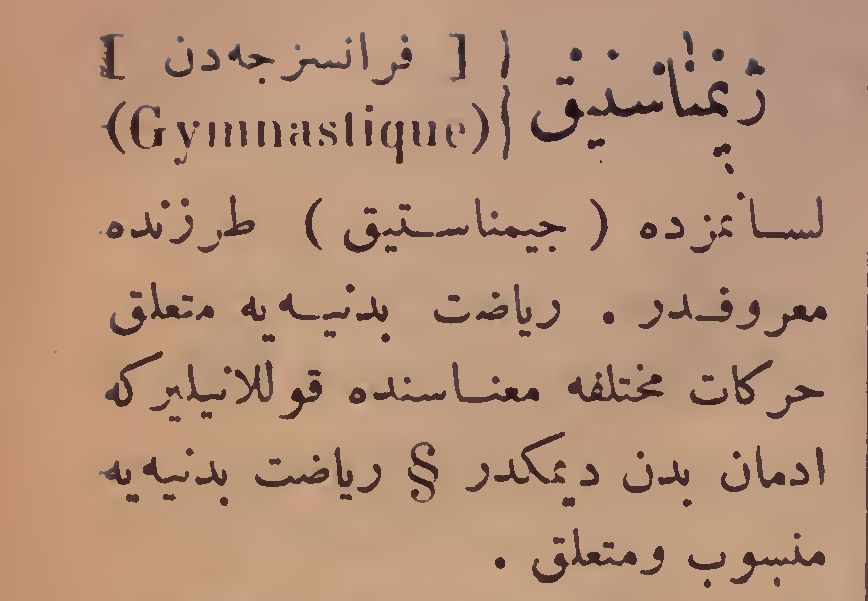 ژیمناستیق [ فرانسزجه‌دن ]
(Gymnastique)
لسانمزده ( جیمناستیق ) طرزنده
معروفدر . ریاضت بدنیه‌یه متعلق
حرکات مختلفه معناسنده قوللانیلیرکه
ادمان بدن دیمکدر § ریاضت بدنیه‌یه
منسوب ومتعلق .